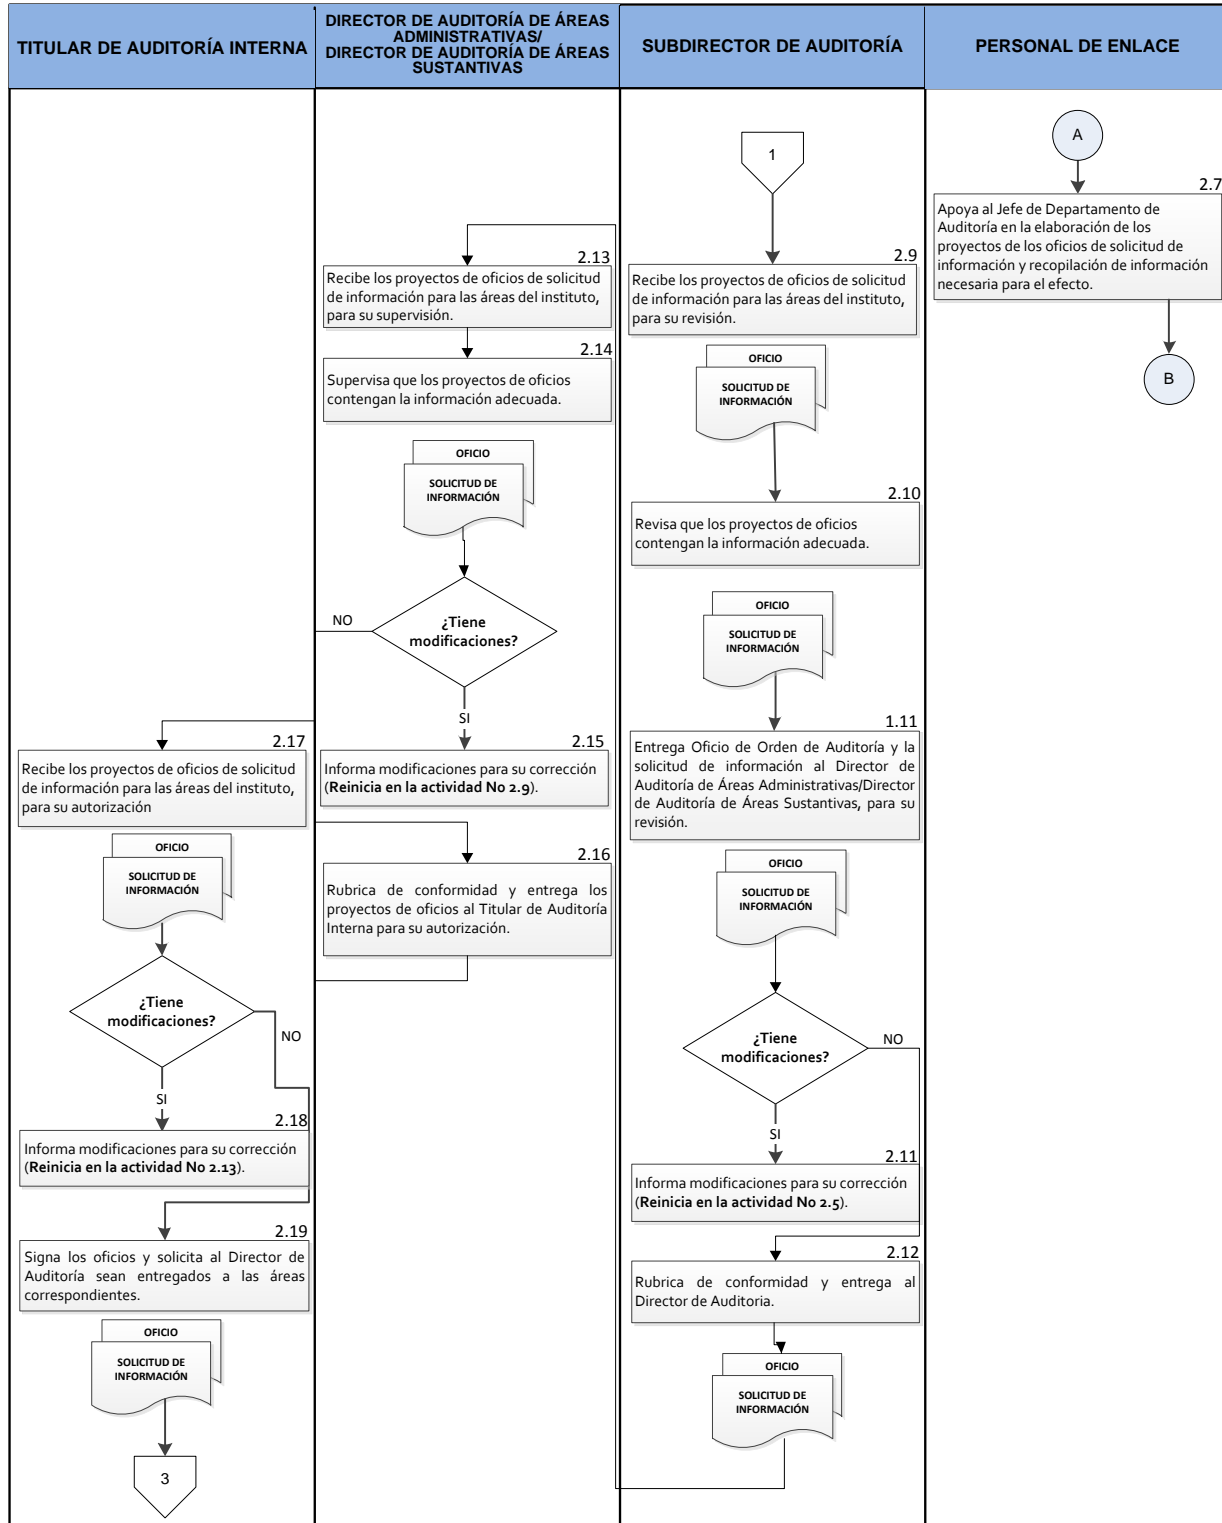 TITULAR DE AUDITORÍA INTERNA
DIRECTOR DE AUDITORÍA DE ÁREAS
ADMINISTRATIVAS/
DIRECTOR DE AUDITORÍA DE ÁREAS
SUSTANTIVAS
SUBDIRECTOR DE AUDITORÍA
PERSONAL DE ENLACE
2.17
Recibe los proyectos de oficios de solicitud
de información para las áreas del instituto,
para su autorización
OFICIO
SOLICITUD DE
INFORMACIÓN
¿Tiene
modificaciones?
NO
SI
2.18
Informa modificaciones para su corrección
(Reinicia en la actividad No 2.13).
2.19
Signa los oficios y solicita al Director de
Auditoría sean entregados a las áreas
correspondientes.
OFICIO
SOLICITUD DE
INFORMACIÓN
3
2.13
Recibe los proyectos de oficios de solicitud
de información para las áreas del instituto,
para su supervisión.
2.14
Supervisa que los proyectos de oficios
contengan la información adecuada.
OFICIO
SOLICITUD DE
INFORMACIÓN
¿Tiene
modificaciones?
NO
SI
2.15
Informa modificaciones para su corrección
(Reinicia en la actividad No 2.9).
2.16
Rubrica de conformidad y entrega los
proyectos de oficios al Titular de Auditoría
Interna para su autorización.
1
2.9
Recibe los proyectos de oficios de solicitud
de información para las áreas del instituto,
para su revisión.
OFICIO
SOLICITUD DE
INFORMACIÓN
2.10
Revisa que los proyectos de oficios
contengan la información adecuada.
OFICIO
SOLICITUD DE
INFORMACIÓN
1.11
Entrega Oficio de Orden de Auditoría y la
solicitud de información al Director de
Auditoría de Áreas Administrativas/Director
de Auditoría de Áreas Sustantivas, para su
revisión.
OFICIO
SOLICITUD DE
INFORMACIÓN
¿Tiene
modificaciones?
NO
SI
2.11
Informa modificaciones para su corrección
(Reinicia en la actividad No 2.5).
2.12
Rubrica de conformidad y entrega al
Director de Auditoria.
OFICIO
SOLICITUD DE
INFORMACIÓN
A
2.7
Apoya al Jefe de Departamento de
Auditoría en la elaboración de los
proyectos de los oficios de solicitud de
información y recopilación de información
necesaria para el efecto.
B